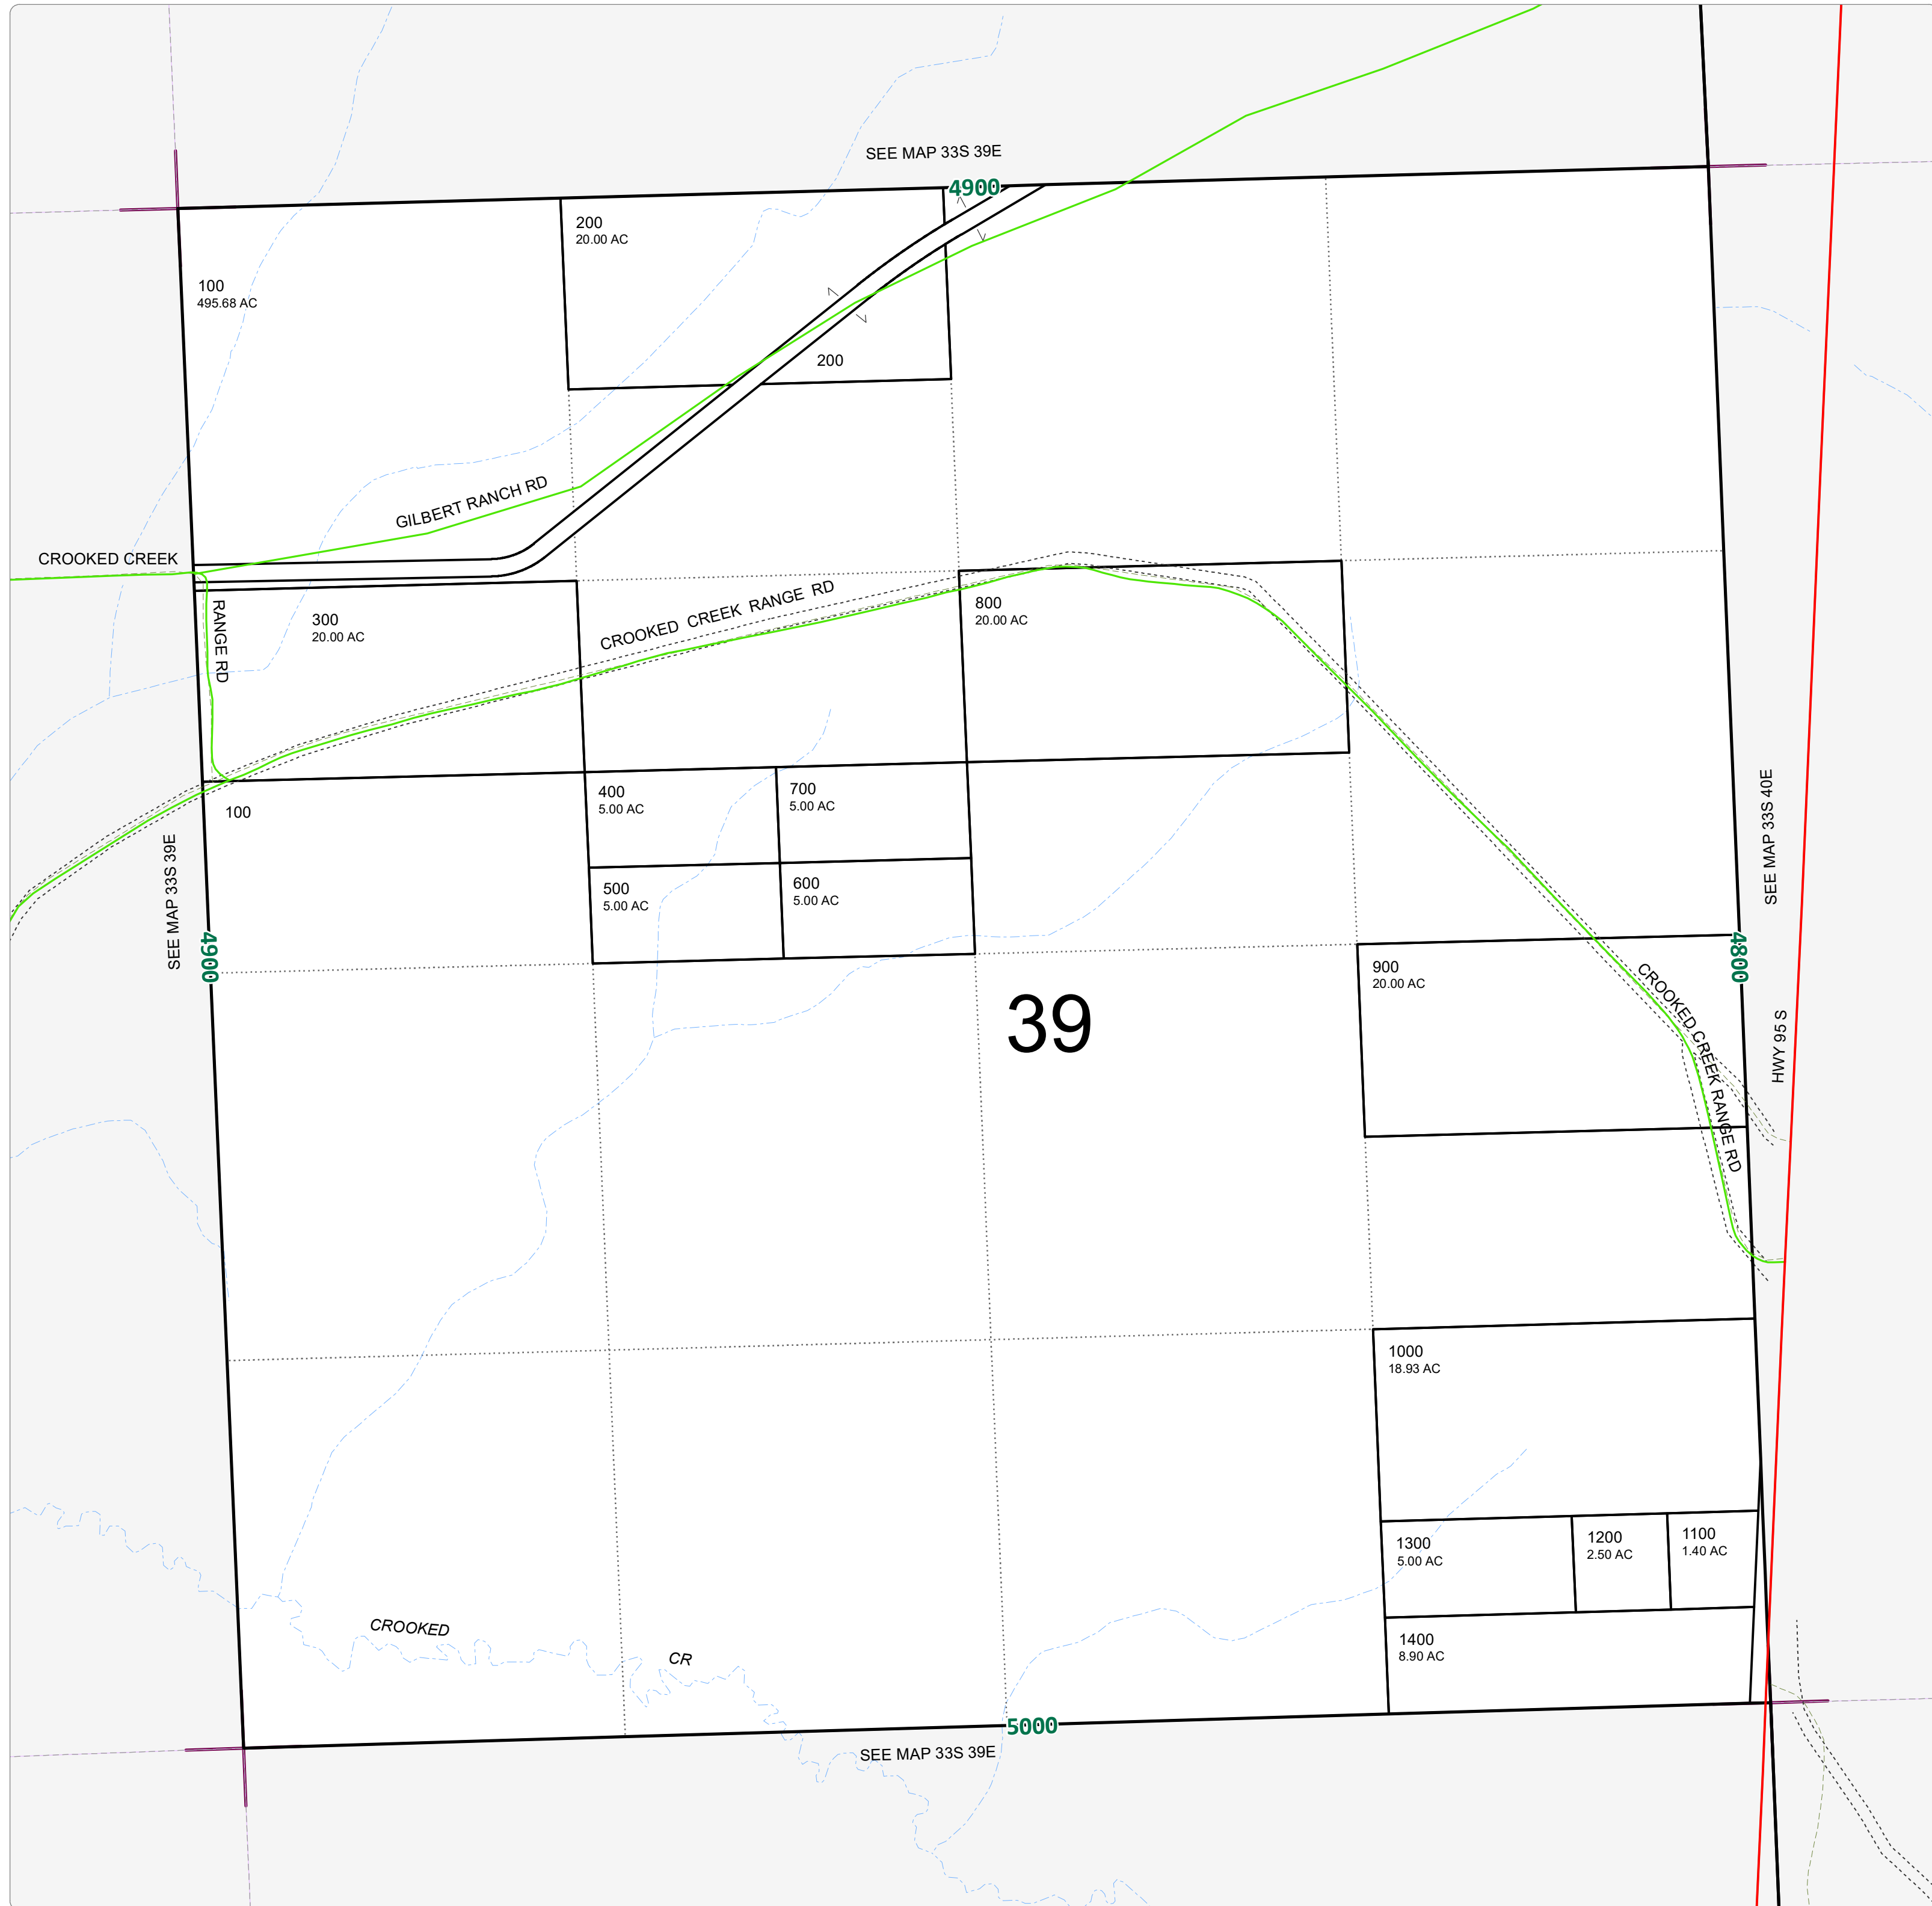 SEE MAP 33S 39E
4900
200
20.00 AC
100
495.68 AC
200
GILBERT RANCH RD
CROOKED CREEK
RANGE RD
300
20.00 AC
CROOKED CREEK RANGE RD
800
20.00 AC
100
400
5.00 AC
700
5.00 AC
500
5.00 AC
600
5.00 AC
SEE MAP 33S 39E
4900
SEE MAP 33S 40E
4800
900
20.00 AC
CROOKED CREEK RANGE RD
HWY 95 S
39
1000
18.93 AC
1300
5.00 AC
1200
2.50 AC
1100
1.40 AC
1400
8.90 AC
CROOKED
CR
5000
SEE MAP 33S 39E